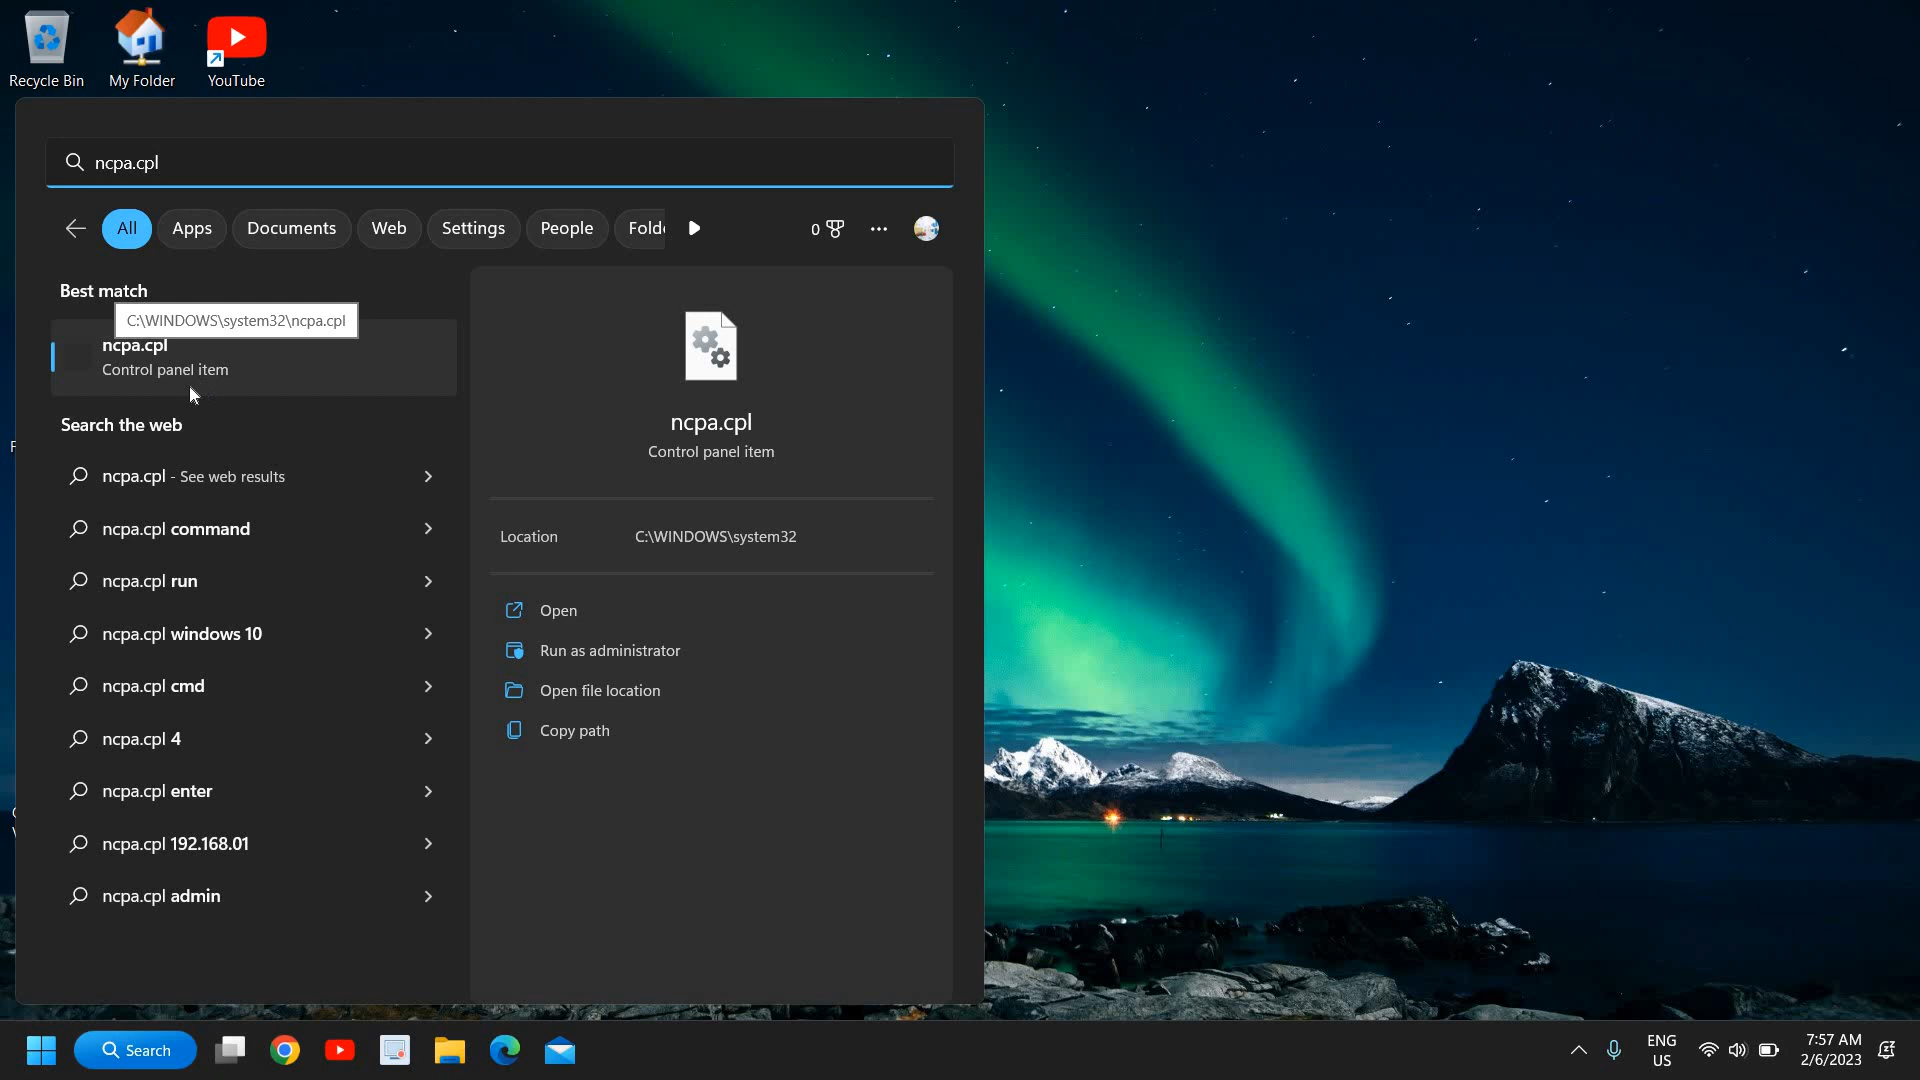 Recycle Bin
My Folder
YouTube
ncpa.cpl
All
Apps
Documents
Web
Settings
People
Folde
0
Best match
C:\WINDOWS\system32\ncpa.cpl
ncpa.cpl
Control panel item
Search the web
ncpa.cpl - See web results
ncpa.cpl command
ncpa.cpl run
ncpa.cpl windows 10
ncpa.cpl cmd
ncpa.cpl 4
ncpa.cpl enter
ncpa.cpl 192.168.01
ncpa.cpl admin
ncpa.cpl
Control panel item
Location C:\WINDOWS\system32
Open
Run as administrator
Open file location
Copy path
Search
ENG
US
7:57 AM
2/6/2023